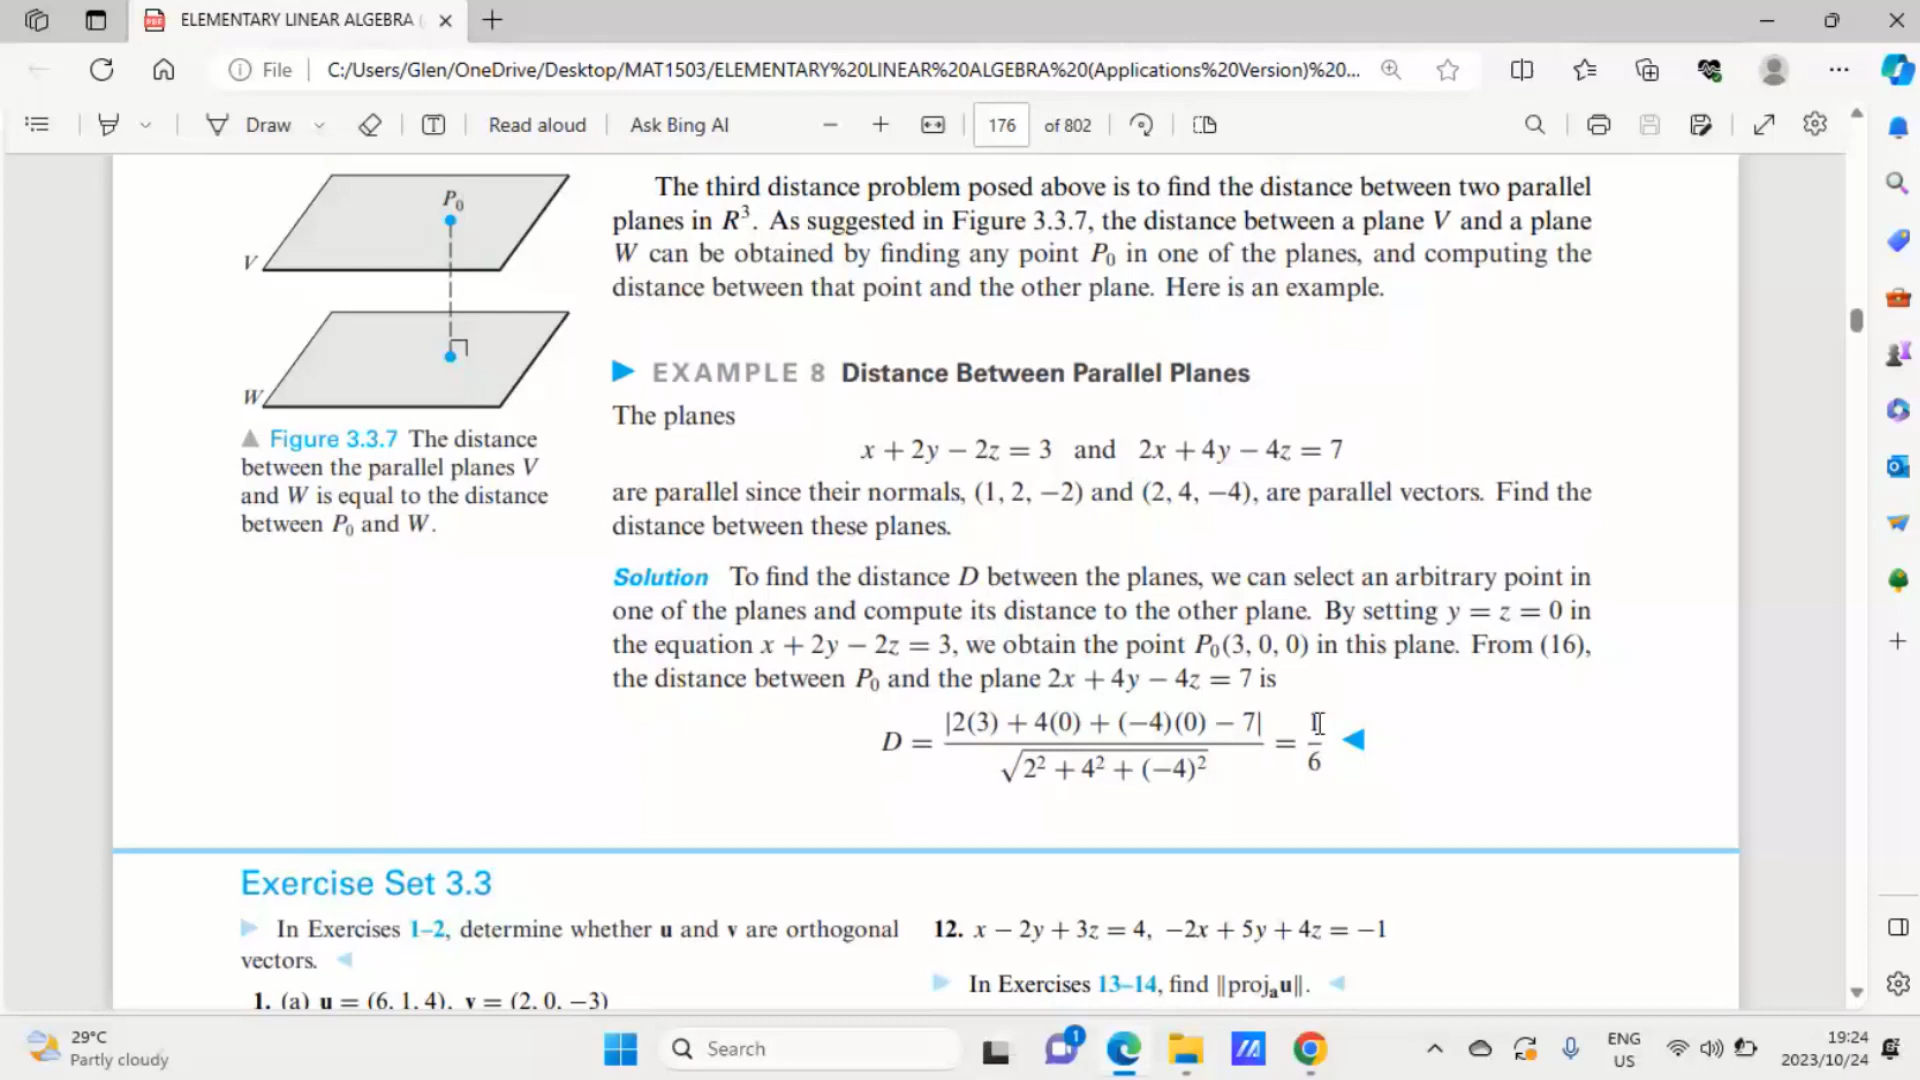 ELEMENTARY LINEAR ALGEBRA (
File
C:/Users/Glen/OneDrive/Desktop/MAT1503/ELEMENTARY%20LINEAR%20ALGEBRA%20(Applications%20Version)%20...
Draw
Read aloud
Ask Bing AI
176
of 802
P₀
V
W
▲ Figure 3.3.7 The distance
between the parallel planes V
and W is equal to the distance
between P₀ and W.
The third distance problem posed above is to find the distance between two parallel
planes in R³. As suggested in Figure 3.3.7, the distance between a plane V and a plane
W can be obtained by finding any point P₀ in one of the planes, and computing the
distance between that point and the other plane. Here is an example.
▶ EXAMPLE 8 Distance Between Parallel Planes
The planes
x + 2y − 2z = 3 and 2x + 4y − 4z = 7
are parallel since their normals, (1, 2, −2) and (2, 4, −4), are parallel vectors. Find the
distance between these planes.
Solution To find the distance D between the planes, we can select an arbitrary point in
one of the planes and compute its distance to the other plane. By setting y = z = 0 in
the equation x + 2y − 2z = 3, we obtain the point P₀(3, 0, 0) in this plane. From (16),
the distance between P₀ and the plane 2x + 4y − 4z = 7 is
D = |2(3) + 4(0) + (−4)(0) − 7| / √(2² + 4² + (−4)²) = 1/6 ◀
Exercise Set 3.3
▶ In Exercises 1–2, determine whether u and v are orthogonal
vectors. ◀
1. (a) u = (6, 1, 4), v = (2, 0, −3)
12. x − 2y + 3z = 4, −2x + 5y + 4z = −1
▶ In Exercises 13–14, find ‖projₐu‖. ◀
29°C
Partly cloudy
Search
1
ENG
US
19:24
2023/10/24